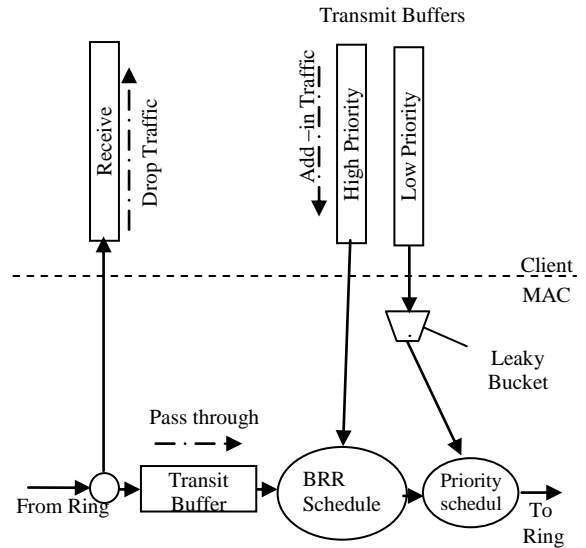 Transmit Buffers
Receive
Drop Traffic
Add –in Traffic
High Priority
Low Priority
Client
MAC
Leaky
Bucket
Pass through
From Ring
Transit
Buffer
BRR
Schedule
Priority
schedul
To
Ring